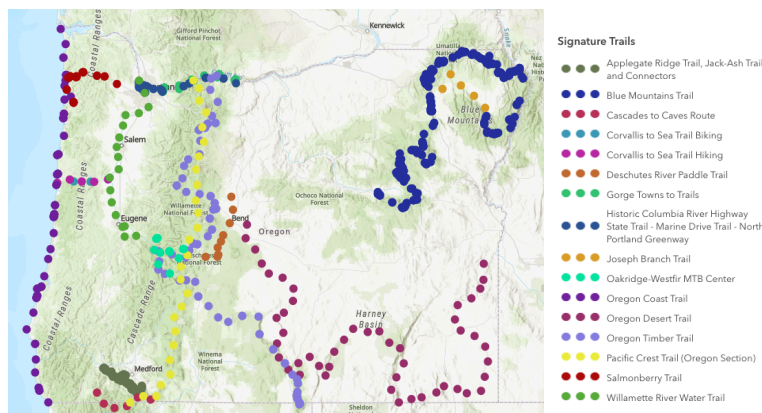 Coastal Ranges
Gifford Pinchot
National Forest
Kennewick
Umatilla
Snake
Nez
Blue
Mountains
Salem
Coastal Ranges
Willamette
National Forest
Ochoco National
Forest
Eugene
Bend
Oregon
Cascade Range
Coastal Ranges
Harney
Basin
Winema
National
Forest
Medford
Sheldon
Signature Trails
Applegate Ridge Trail, Jack-Ash Trail
and Connectors
Blue Mountains Trail
Cascades to Caves Route
Corvallis to Sea Trail Biking
Corvallis to Sea Trail Hiking
Deschutes River Paddle Trail
Gorge Towns to Trails
Historic Columbia River Highway
State Trail - Marine Drive Trail - North
Portland Greenway
Joseph Branch Trail
Oakridge-Westfir MTB Center
Oregon Coast Trail
Oregon Desert Trail
Oregon Timber Trail
Pacific Crest Trail (Oregon Section)
Salmonberry Trail
Willamette River Water Trail